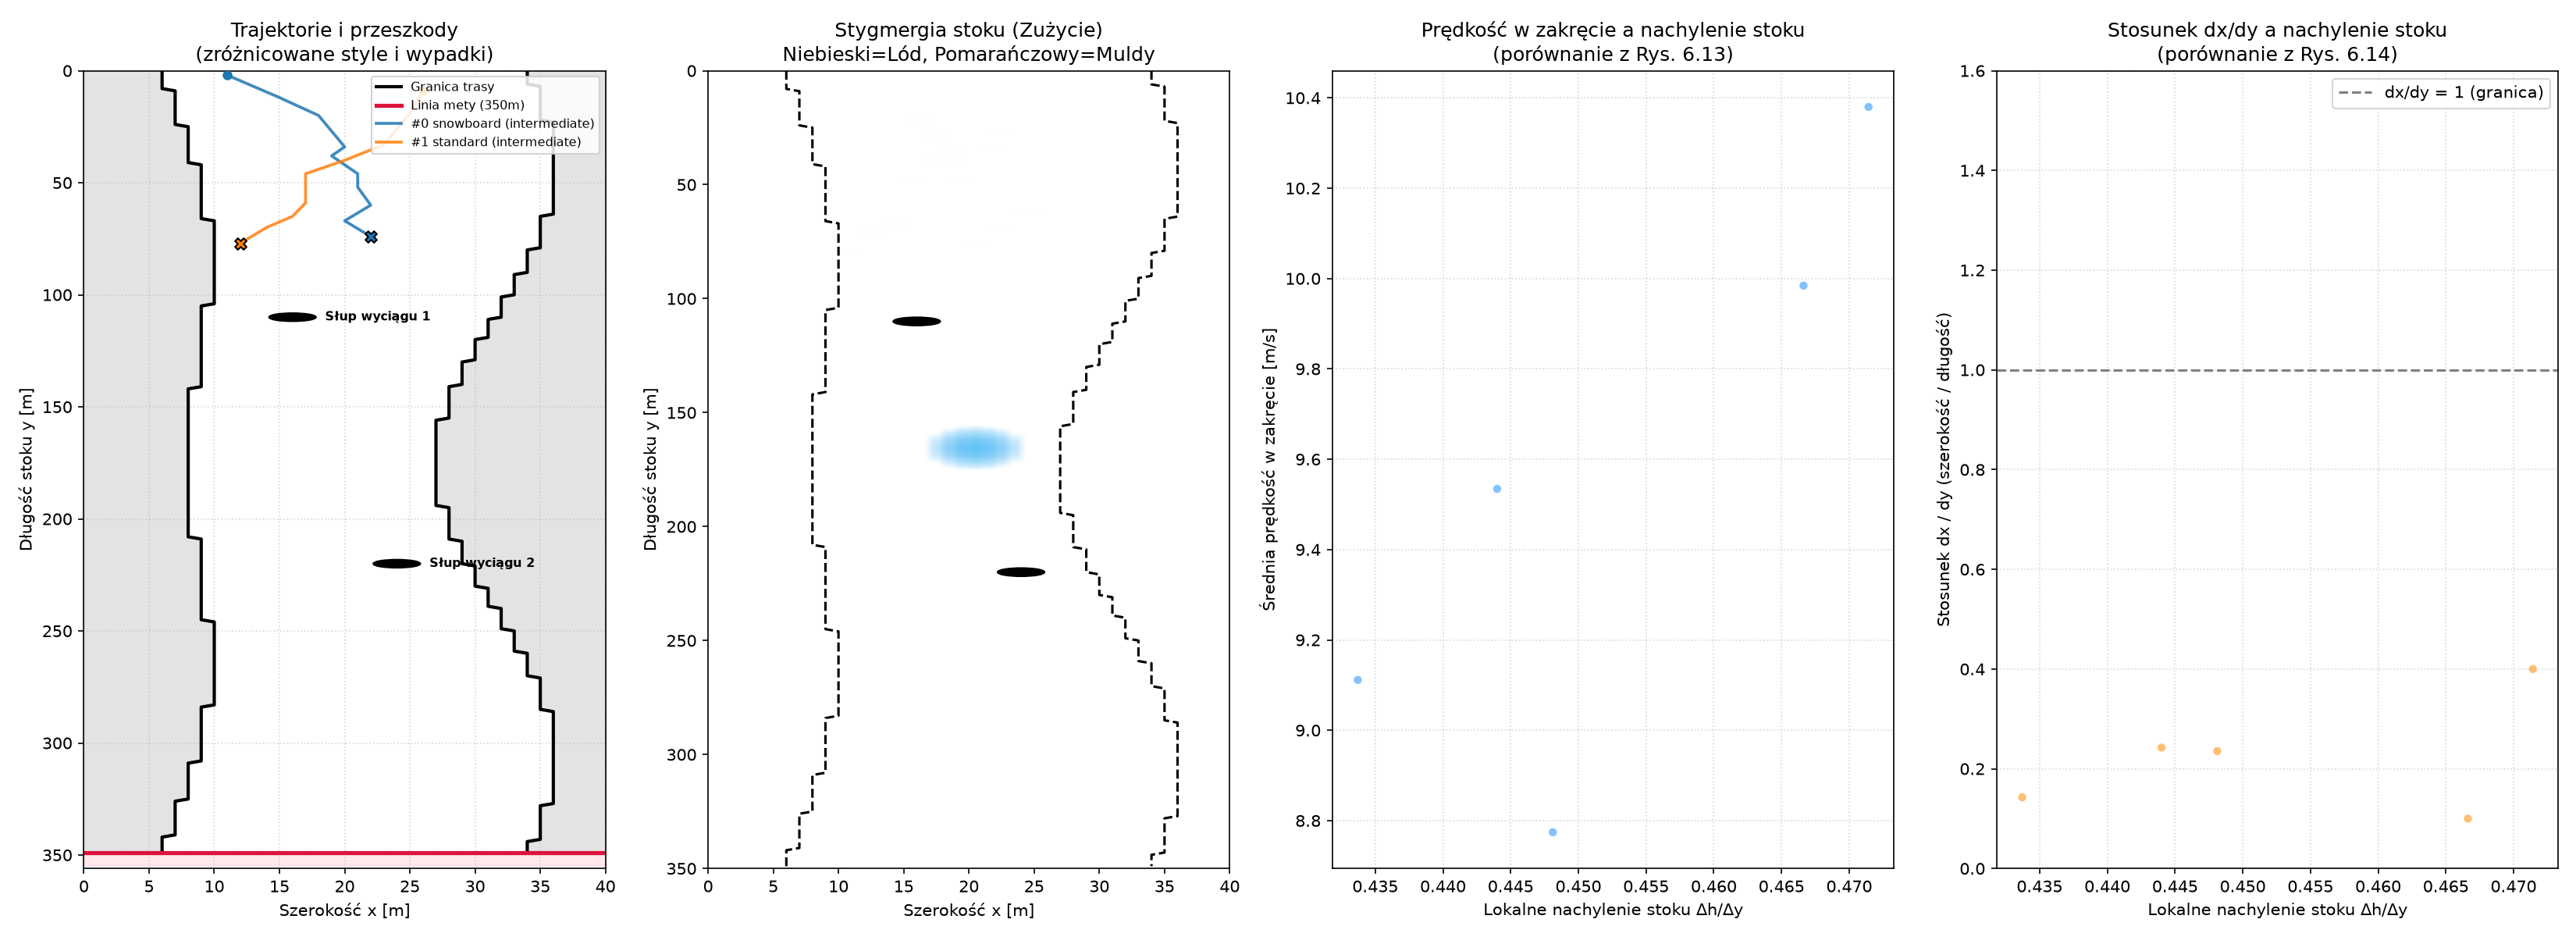 Trajektorie i przeszkody
(zróżnicowane style i wypadki)
0
50
100
150
200
250
300
350
Długość stoku y [m]
Granica trasy
Linia mety (350m)
#0 snowboard (intermediate)
#1 standard (intermediate)
Słup wyciągu 1
Słup wyciągu 2
0 5 10 15 20 25 30 35 40
Szerokość x [m]
Stygmergia stoku (Zużycie)
Niebieski=Lód, Pomarańczowy=Muldy
0
50
100
150
200
250
300
350
Długość stoku y [m]
0 5 10 15 20 25 30 35 40
Szerokość x [m]
Prędkość w zakręcie a nachylenie stoku
(porównanie z Rys. 6.13)
10.4
10.2
10.0
9.8
9.6
9.4
9.2
9.0
8.8
Średnia prędkość w zakręcie [m/s]
0.435 0.440 0.445 0.450 0.455 0.460 0.465 0.470
Lokalne nachylenie stoku Δh/Δy
Stosunek dx/dy a nachylenie stoku
(porównanie z Rys. 6.14)
1.6
1.4
1.2
1.0
0.8
0.6
0.4
0.2
0.0
Stosunek dx / dy (szerokość / długość)
dx/dy = 1 (granica)
0.435 0.440 0.445 0.450 0.455 0.460 0.465 0.470
Lokalne nachylenie stoku Δh/Δy